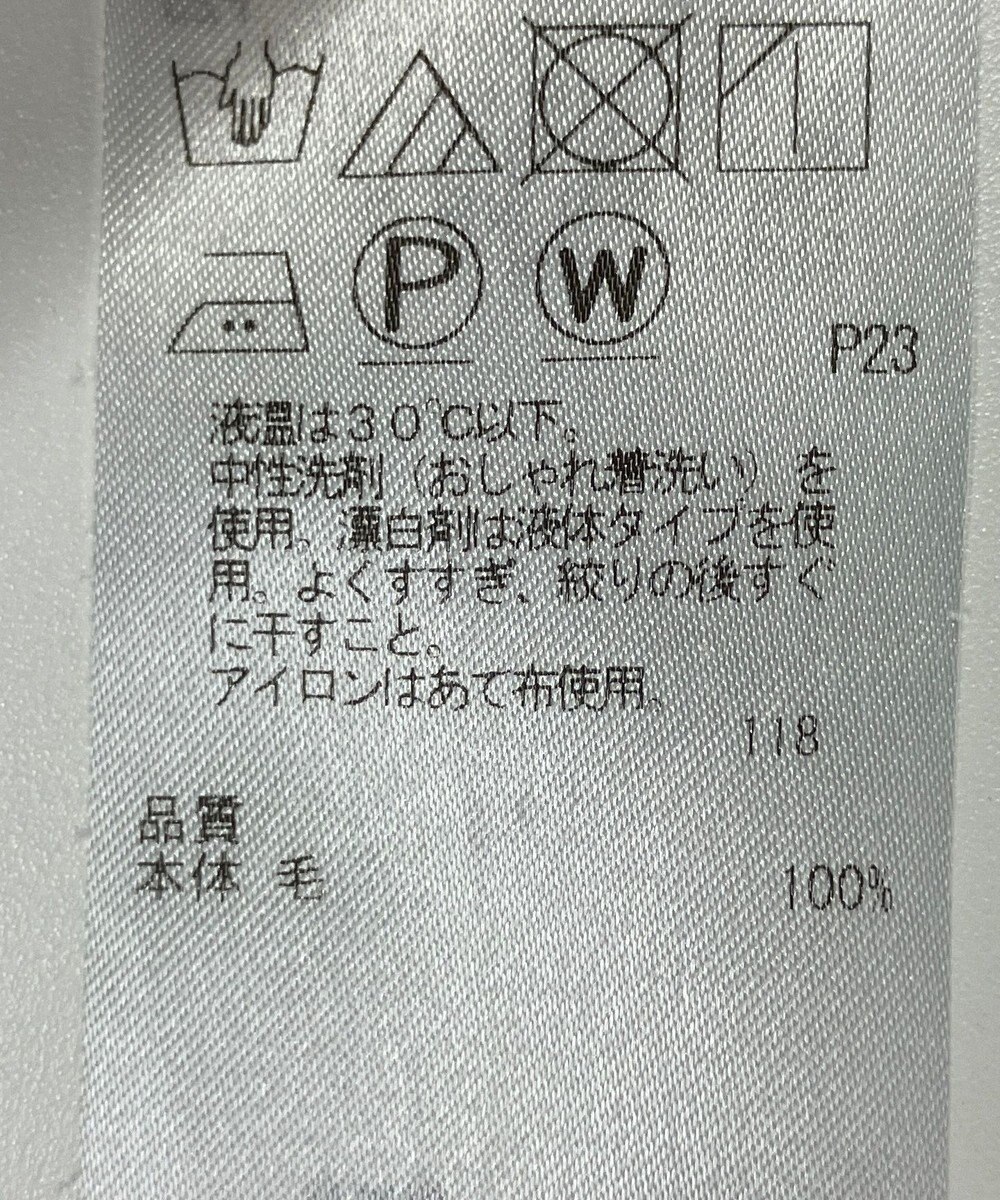 P W
P23
液温は30℃以下。
中性洗剤（おしゃれ着洗い）を
使用。漂白剤は液体タイプを使
用。よくすすぎ、絞りの後すぐ
に干すこと。
アイロンはあて布使用。
118
品質
本体 毛 100%